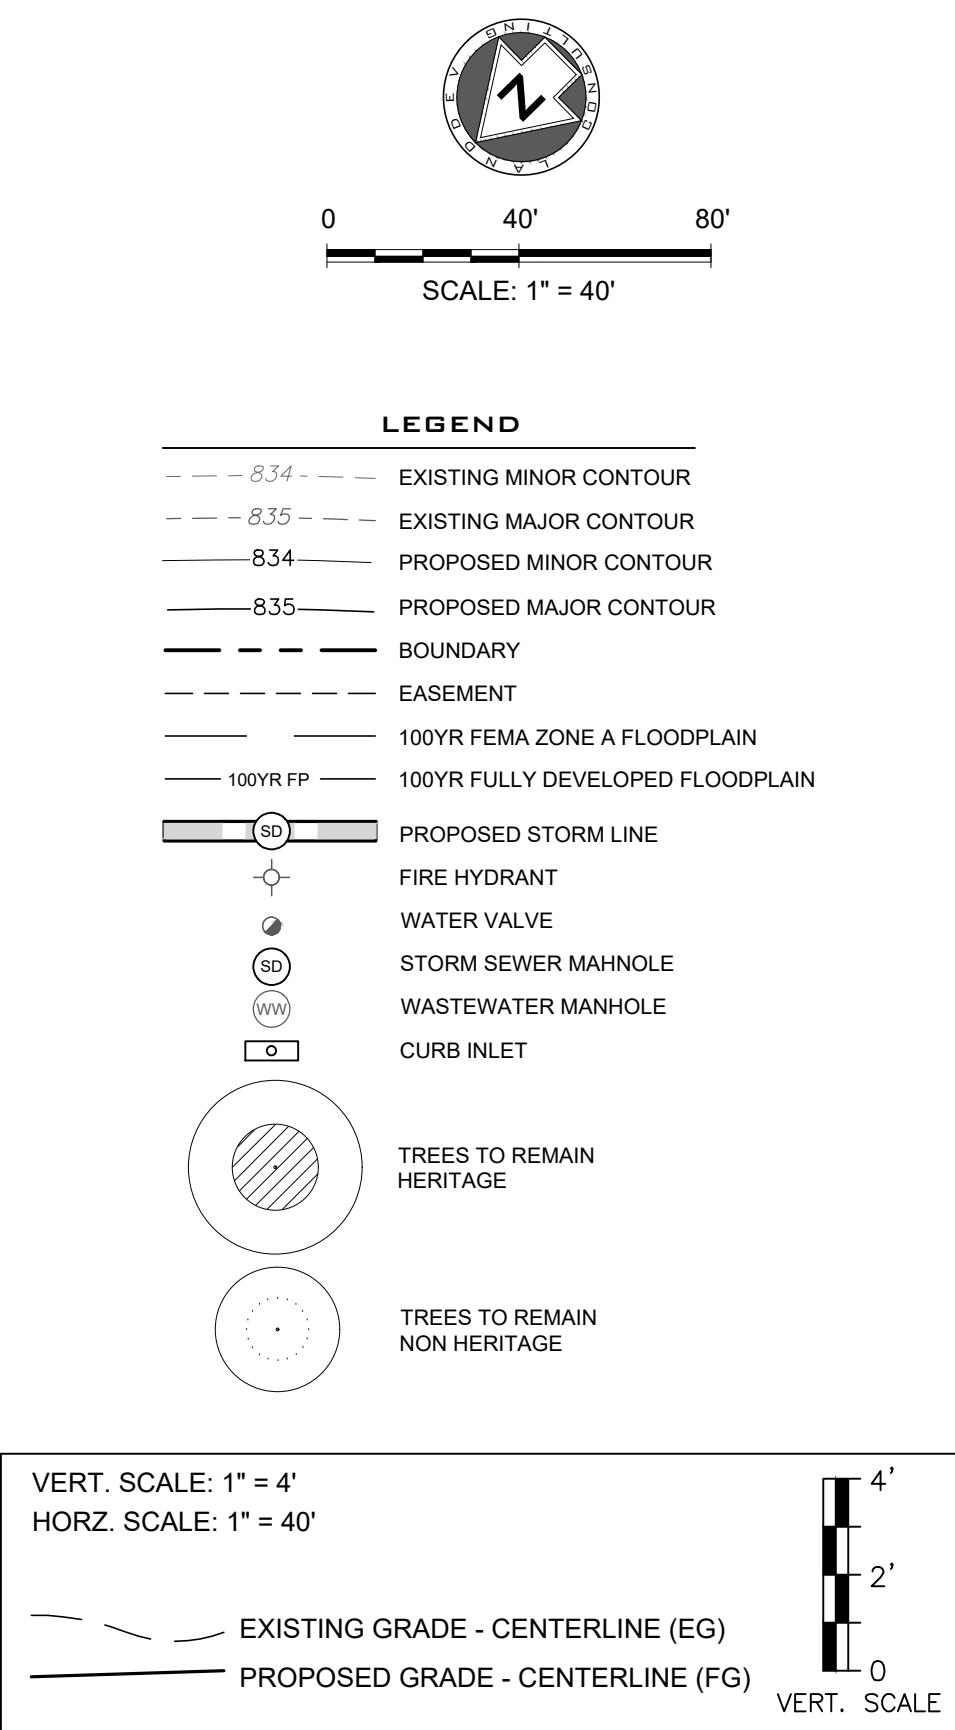 LAND DEV. CONSULTING
N
0 40' 80'
SCALE: 1" = 40'
LEGEND
834 EXISTING MINOR CONTOUR
835 EXISTING MAJOR CONTOUR
834 PROPOSED MINOR CONTOUR
835 PROPOSED MAJOR CONTOUR
BOUNDARY
EASEMENT
100YR FEMA ZONE A FLOODPLAIN
100YR FP 100YR FULLY DEVELOPED FLOODPLAIN
SD PROPOSED STORM LINE
FIRE HYDRANT
WATER VALVE
SD STORM SEWER MAHNOLE
WW WASTEWATER MANHOLE
CURB INLET
TREES TO REMAIN
HERITAGE
TREES TO REMAIN
NON HERITAGE
VERT. SCALE: 1" = 4'
HORZ. SCALE: 1" = 40'
EXISTING GRADE - CENTERLINE (EG)
PROPOSED GRADE - CENTERLINE (FG)
4'
2'
0
VERT. SCALE